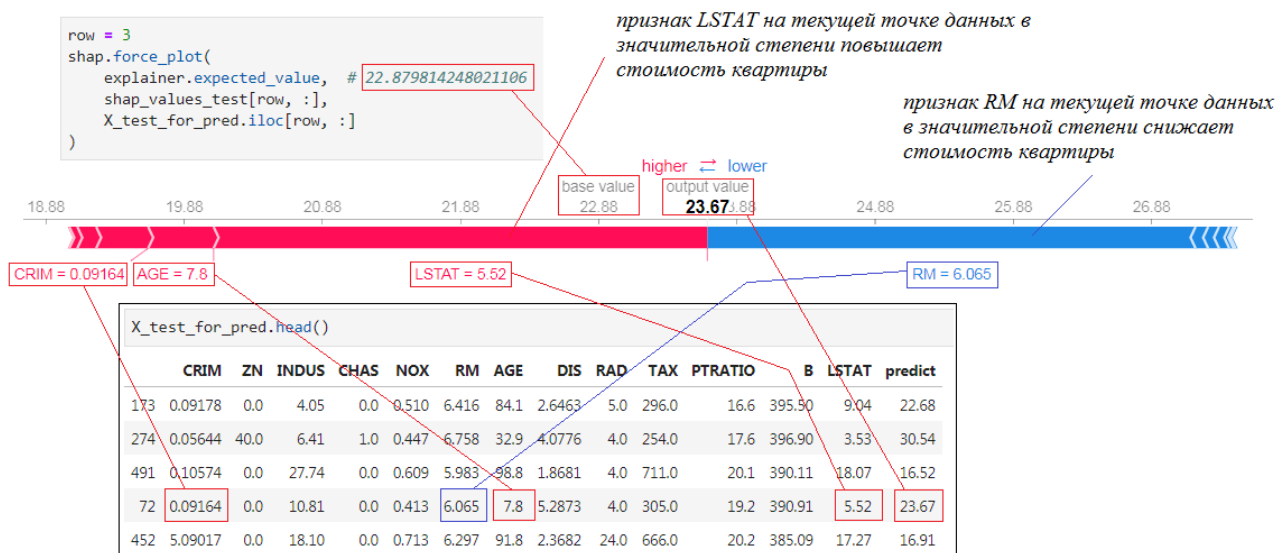 row = 3
shap.force_plot(
explainer.expected_value, # 22.879814248021106
shap_values_test[row, :],
X_test_for_pred.iloc[row, :]
)
признак LSTAT на текущей точке данных в
значительной степени повышает
стоимость квартиры
признак RM на текущей точке данных
в значительной степени снижает
стоимость квартиры
higher ⇄ lower
base value output value
18.88 19.88 20.88 21.88 22.88 23.67 3.88 24.88 25.88 26.88
CRIM = 0.09164 AGE = 7.8 LSTAT = 5.52 RM = 6.065
X_test_for_pred.head()
CRIM ZN INDUS CHAS NOX RM AGE DIS RAD TAX PTRATIO B LSTAT predict
173 0.09178 0.0 4.05 0.0 0.510 6.416 84.1 2.6463 5.0 296.0 16.6 395.50 9.04 22.68
274 0.05644 40.0 6.41 1.0 0.447 6.758 32.9 4.0776 4.0 254.0 17.6 396.90 3.53 30.54
491 0.10574 0.0 27.74 0.0 0.609 5.983 98.8 1.8681 4.0 711.0 20.1 390.11 18.07 16.52
72 0.09164 0.0 10.81 0.0 0.413 6.065 7.8 5.2873 4.0 305.0 19.2 390.91 5.52 23.67
452 5.09017 0.0 18.10 0.0 0.713 6.297 91.8 2.3682 24.0 666.0 20.2 385.09 17.27 16.91